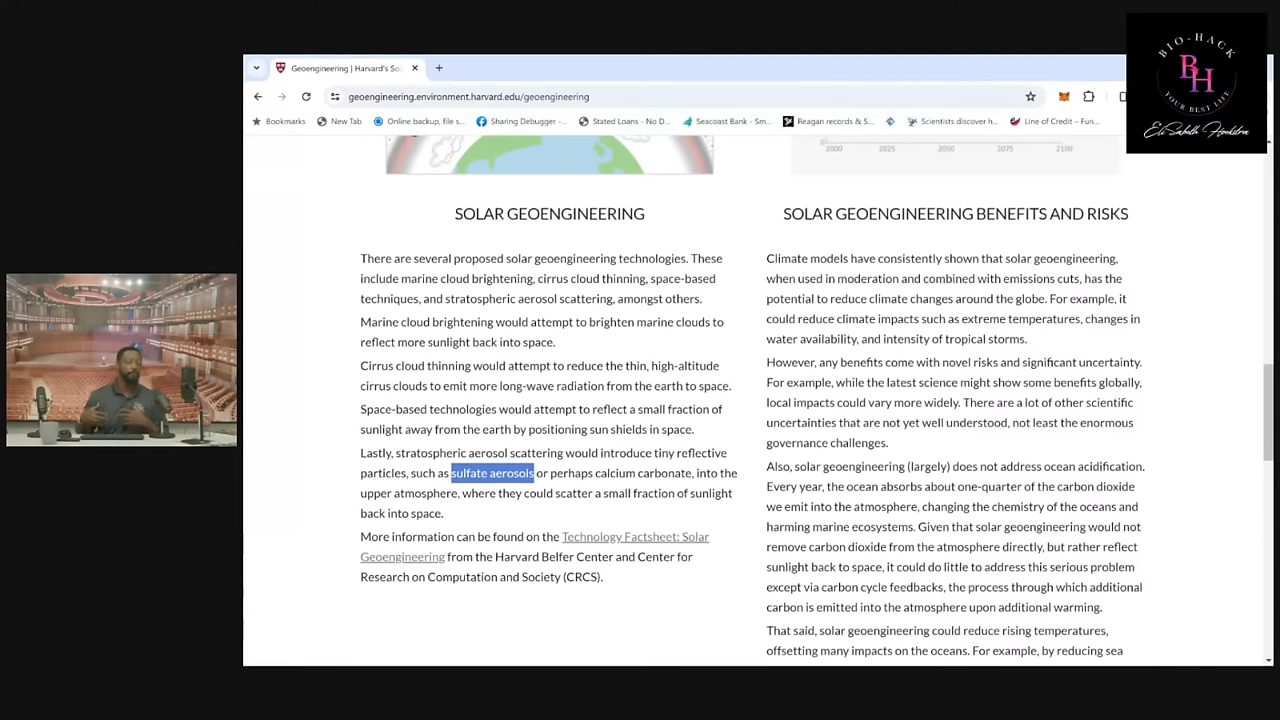 BIO-HACK
BH
YOUR BEST LIFE
Geoengineering | Harvard's Sol
geoengineering.environment.harvard.edu/geoengineering
Bookmarks
New Tab
Online backup, file s...
Sharing Debugger -...
Stated Loans - No D...
Seacoast Bank - Sm...
Reagan records & S...
Scientists discover h...
Line of Credit – Fun...
2000 2025 2050 2075 2100
SOLAR GEOENGINEERING
There are several proposed solar geoengineering technologies. These
include marine cloud brightening, cirrus cloud thinning, space-based
techniques, and stratospheric aerosol scattering, amongst others.
Marine cloud brightening would attempt to brighten marine clouds to
reflect more sunlight back into space.
Cirrus cloud thinning would attempt to reduce the thin, high-altitude
cirrus clouds to emit more long-wave radiation from the earth to space.
Space-based technologies would attempt to reflect a small fraction of
sunlight away from the earth by positioning sun shields in space.
Lastly, stratospheric aerosol scattering would introduce tiny reflective
particles, such as sulfate aerosols or perhaps calcium carbonate, into the
upper atmosphere, where they could scatter a small fraction of sunlight
back into space.
More information can be found on the Technology Factsheet: Solar
Geoengineering from the Harvard Belfer Center and Center for
Research on Computation and Society (CRCS).
SOLAR GEOENGINEERING BENEFITS AND RISKS
Climate models have consistently shown that solar geoengineering,
when used in moderation and combined with emissions cuts, has the
potential to reduce climate changes around the globe. For example, it
could reduce climate impacts such as extreme temperatures, changes in
water availability, and intensity of tropical storms.
However, any benefits come with novel risks and significant uncertainty.
For example, while the latest science might show some benefits globally,
local impacts could vary more widely. There are a lot of other scientific
uncertainties that are not yet well understood, not least the enormous
governance challenges.
Also, solar geoengineering (largely) does not address ocean acidification.
Every year, the ocean absorbs about one-quarter of the carbon dioxide
we emit into the atmosphere, changing the chemistry of the oceans and
harming marine ecosystems. Given that solar geoengineering would not
remove carbon dioxide from the atmosphere directly, but rather reflect
sunlight back to space, it could do little to address this serious problem
except via carbon cycle feedbacks, the process through which additional
carbon is emitted into the atmosphere upon additional warming.
That said, solar geoengineering could reduce rising temperatures,
offsetting many impacts on the oceans. For example, by reducing sea